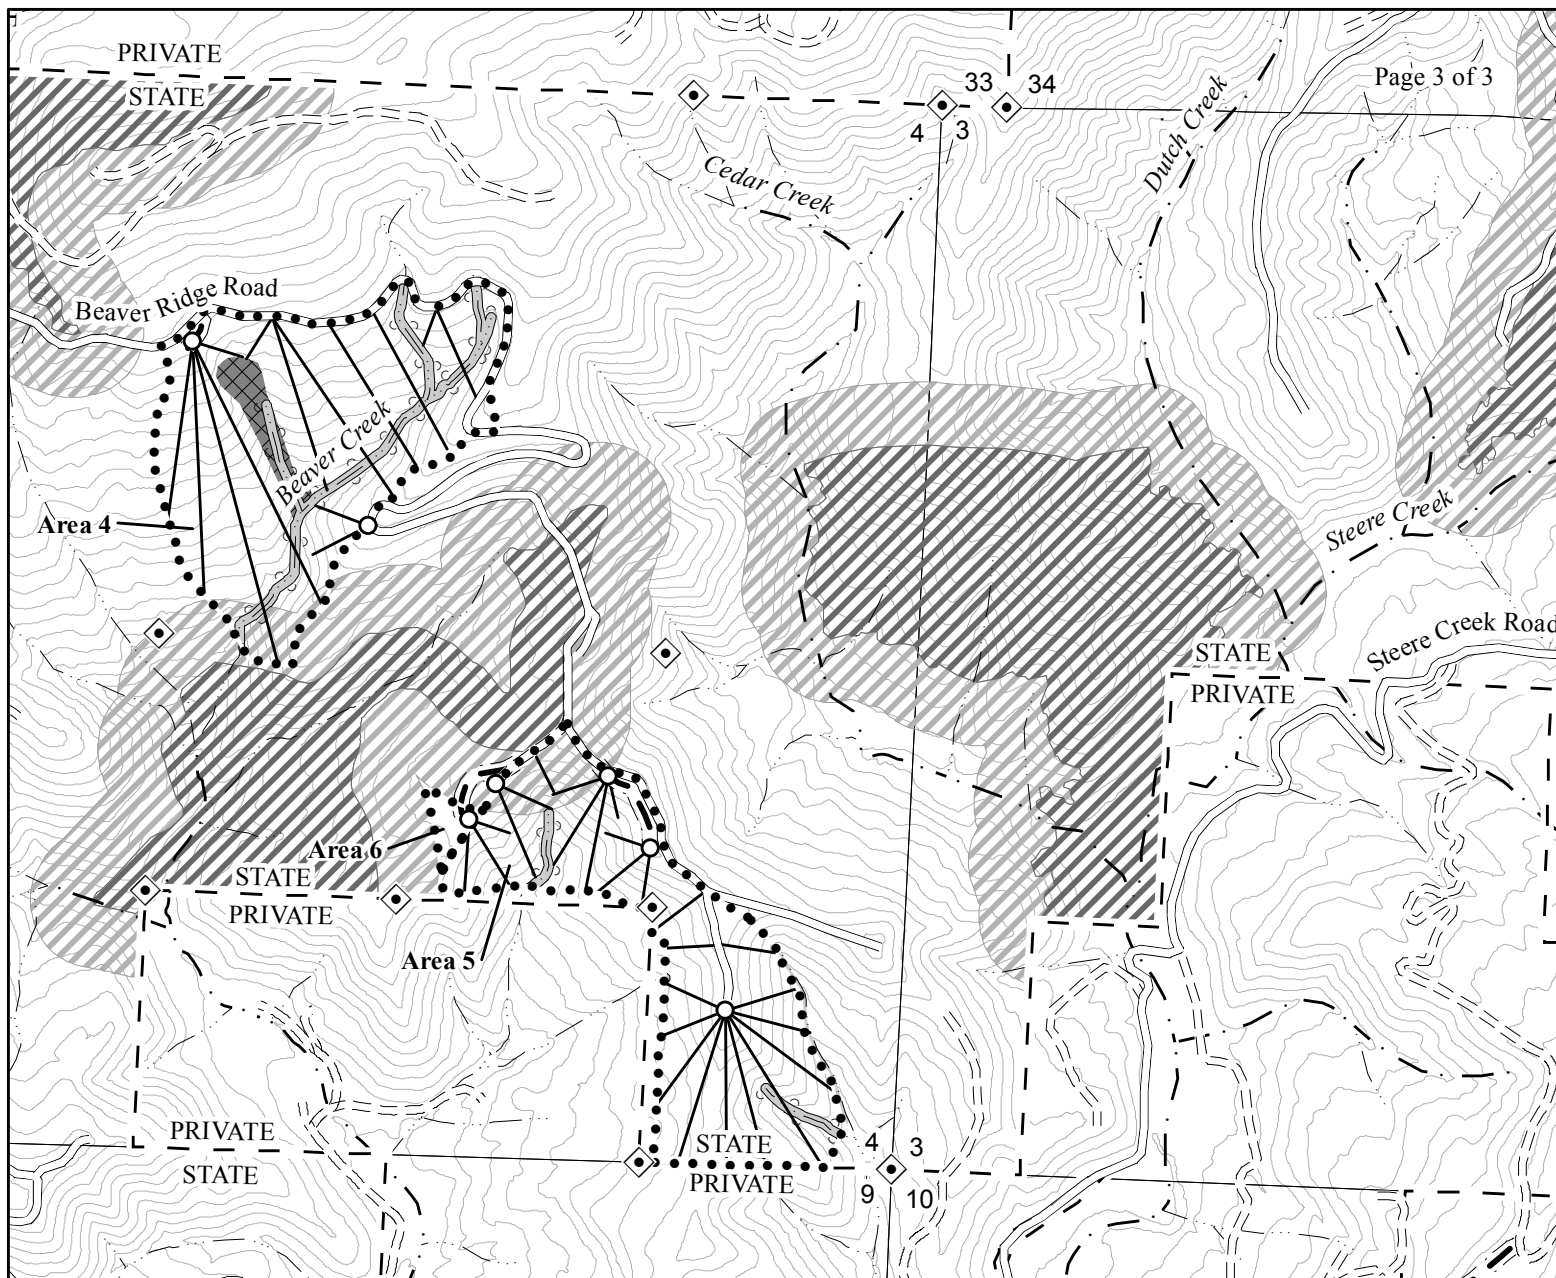 PRIVATE
STATE
33 34
Page 3 of 3
4 3
Cedar Creek
Dutch Creek
Beaver Ridge Road
Beaver Creek
Area 4
Steere Creek
Steere Creek Road
STATE
PRIVATE
Area 6
STATE
PRIVATE
Area 5
PRIVATE
STATE
STATE
PRIVATE
4 3
9 10